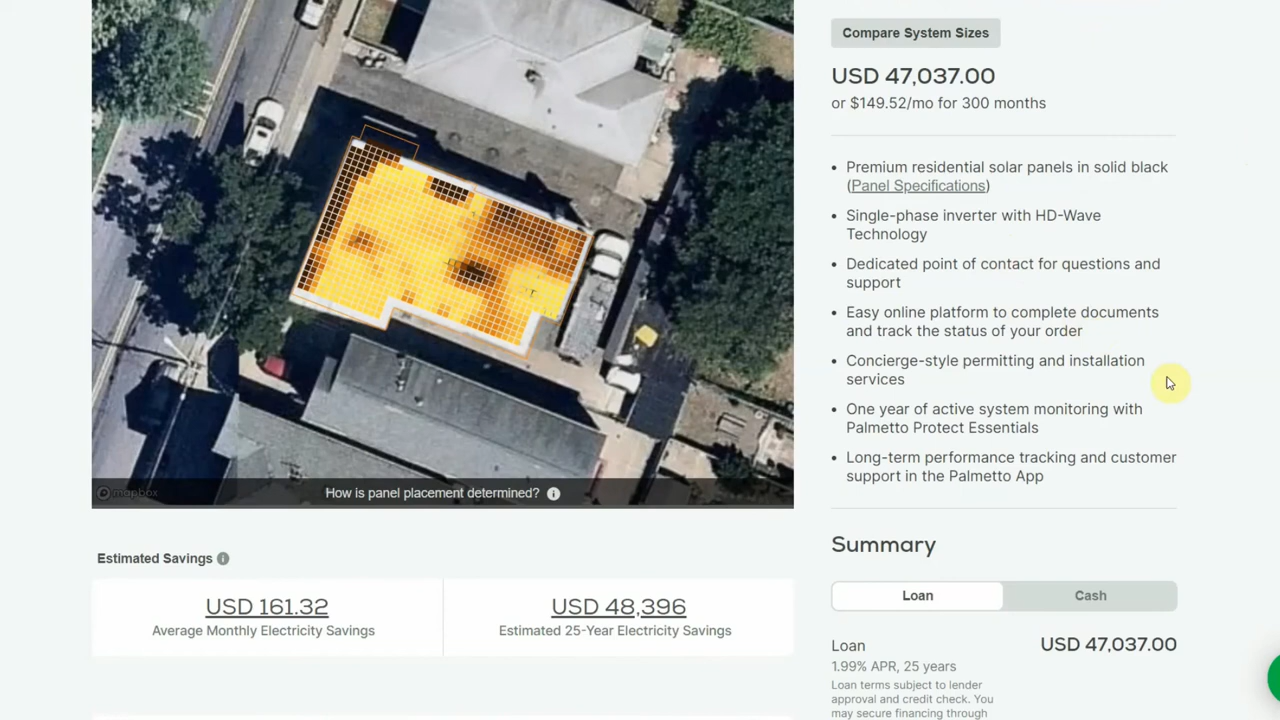 Compare System Sizes
USD 47,037.00
or $149.52/mo for 300 months
• Premium residential solar panels in solid black
(Panel Specifications)
• Single-phase inverter with HD-Wave
Technology
• Dedicated point of contact for questions and
support
• Easy online platform to complete documents
and track the status of your order
• Concierge-style permitting and installation
services
• One year of active system monitoring with
Palmetto Protect Essentials
• Long-term performance tracking and customer
support in the Palmetto App
mapbox
How is panel placement determined?
Estimated Savings
USD 161.32
Average Monthly Electricity Savings
USD 48,396
Estimated 25-Year Electricity Savings
Summary
Loan
Cash
Loan
USD 47,037.00
1.99% APR, 25 years
Loan terms subject to lender
approval and credit check. You
may secure financing through